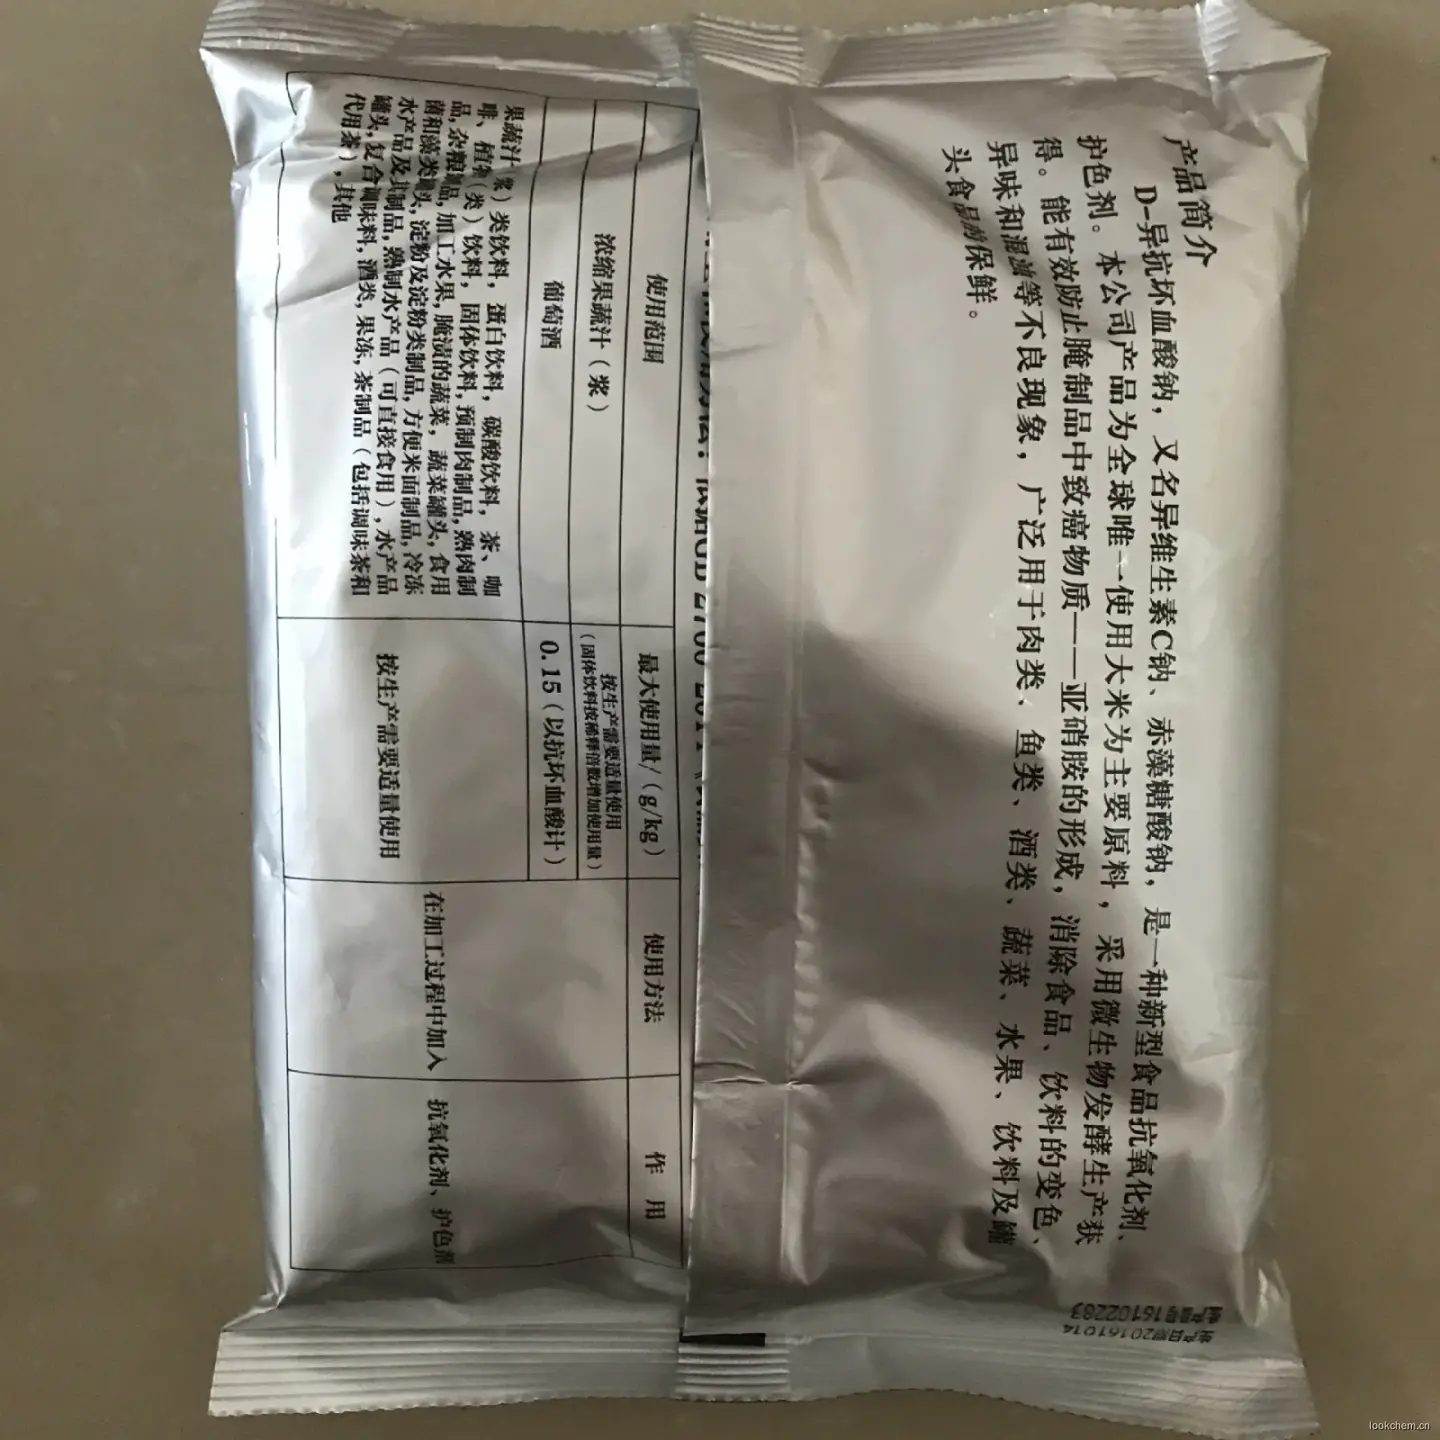 产品简介
D-异抗坏血酸钠，又名异维生素C钠、赤藻糖酸钠，是一种新型食品抗氧化剂、
护色剂。本公司产品为全球唯一使用大米为主要原料，采用微生物发酵生产获
得。能有效防止腌制品中致癌物质——亚硝胺的形成，消除食品、饮料的变色、
异味和混浊等不良现象，广泛用于肉类、鱼类、酒类、蔬菜、水果、饮料及罐
头食品的保鲜。
使用范围
最大使用量/（g/kg）
使用方法
作 用
浓缩果蔬汁（浆）
按生产需要适量使用
（固体饮料按稀释倍数增加使用量）
葡萄酒
0.15（以抗坏血酸计）
果蔬汁（浆）类饮料，蛋白饮料，碳酸饮料，茶、咖
啡、植物（类）饮料，固体饮料,预制肉制品,熟肉制
品,杂粮制品,加工水果,腌渍的蔬菜，蔬菜罐头,食用
菌和藻类罐头,淀粉及淀粉类制品,方便米面制品,冷冻
水产品及其制品,熟制水产品（可直接食用）,水产品
罐头,复合调味料,酒类,果冻,茶制品（包括调味茶和
代用茶）,其他
按生产需要适量使用
在加工过程中加入
抗氧化剂、护色剂
生产日期20161014
16102283
lookchem.cn